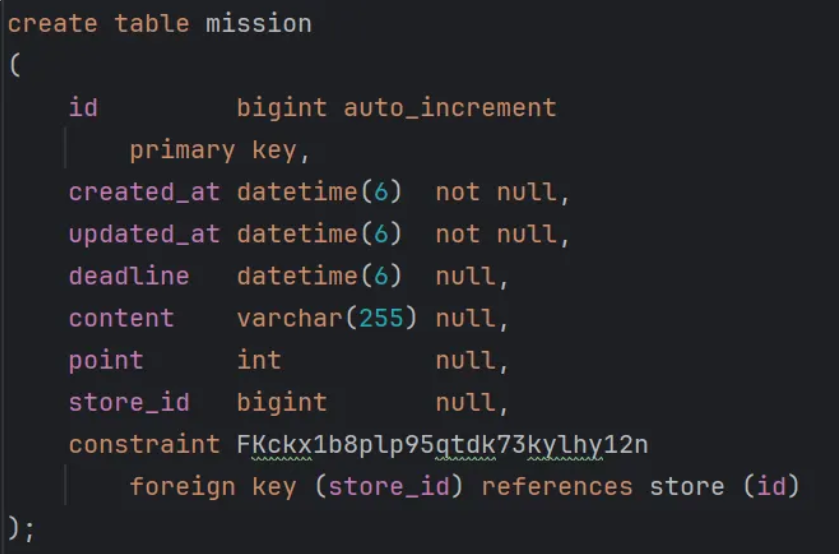 create table mission
(
    id         bigint auto_increment
        primary key,
    created_at datetime(6)  not null,
    updated_at datetime(6)  not null,
    deadline   datetime(6)  null,
    content    varchar(255) null,
    point      int          null,
    store_id   bigint       null,
    constraint FKckx1b8plp95qtdk73kylhy12n
        foreign key (store_id) references store (id)
);